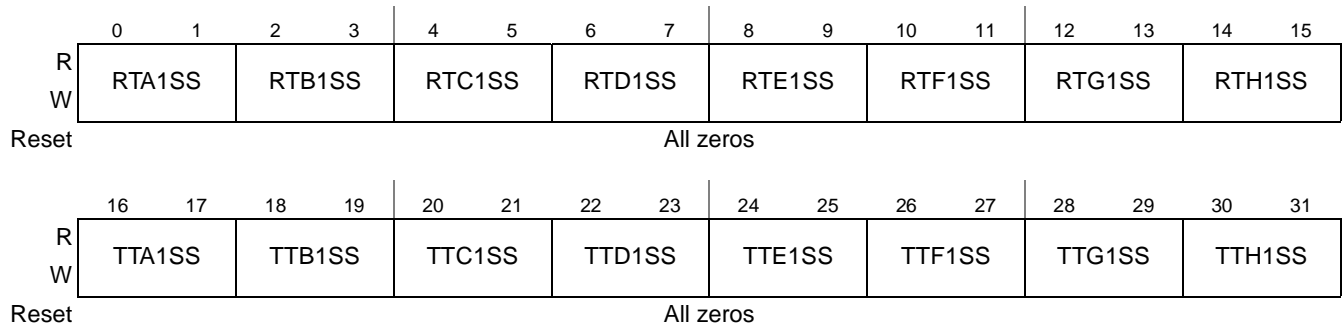 0 1 2 3 4 5 6 7 8 9 10 11 12 13 14 15
R
RTA1SS RTB1SS RTC1SS RTD1SS RTE1SS RTF1SS RTG1SS RTH1SS
W
Reset All zeros
16 17 18 19 20 21 22 23 24 25 26 27 28 29 30 31
R
TTA1SS TTB1SS TTC1SS TTD1SS TTE1SS TTF1SS TTG1SS TTH1SS
W
Reset All zeros